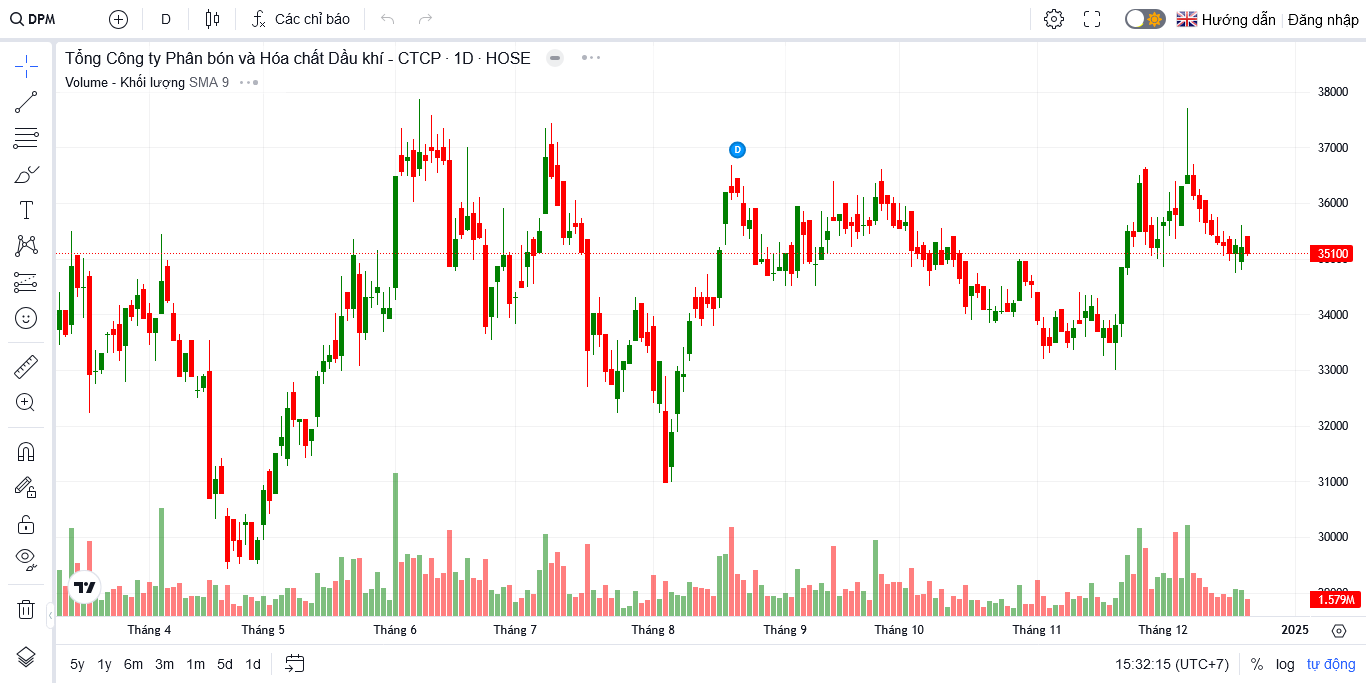 DPM D Các chỉ báo Hướng dẫn Đăng nhập
Tổng Công ty Phân bón và Hóa chất Dầu khí - CTCP · 1D · HOSE
Volume - Khối lượng SMA 9
38000
37000
36000
35100
34000
33000
32000
31000
30000
1.579M
D
Tháng 4 Tháng 5 Tháng 6 Tháng 7 Tháng 8 Tháng 9 Tháng 10 Tháng 11 Tháng 12 2025
5y 1y 6m 3m 1m 5d 1d 15:32:15 (UTC+7) % log tự động